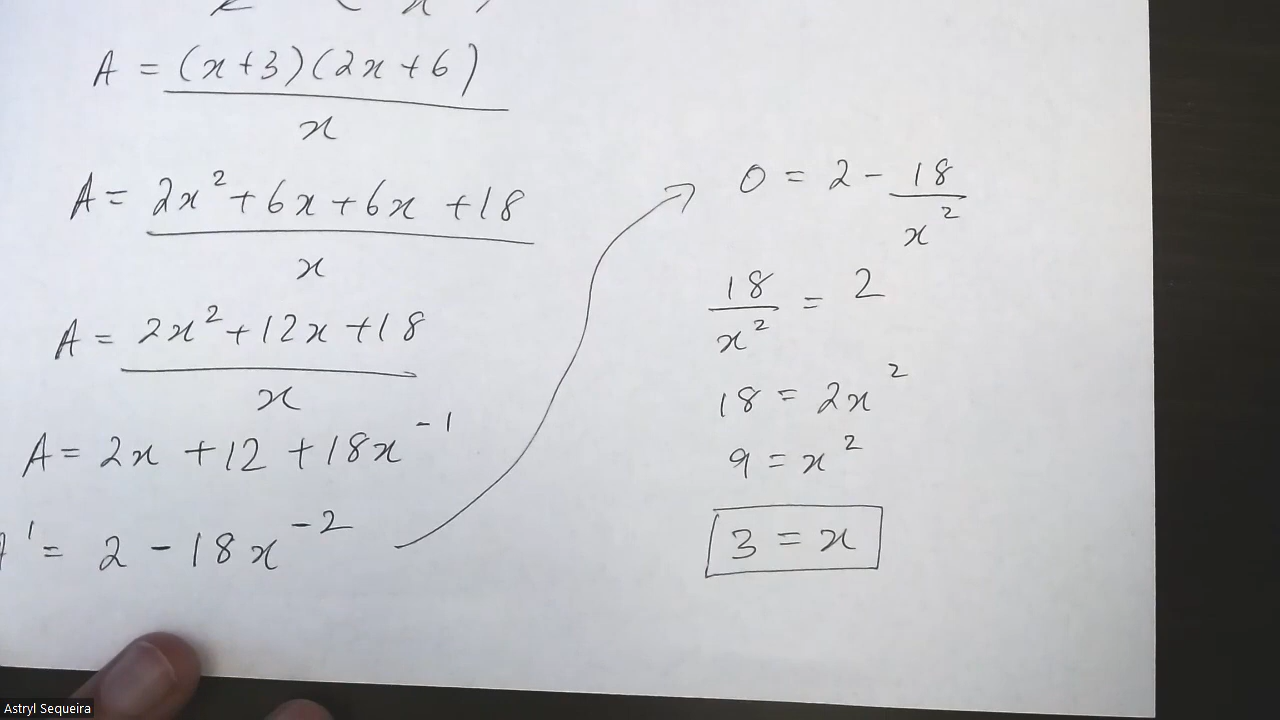 A = (x+3)(2x+6)
x
A = 2x² + 6x + 6x + 18
x
A = 2x² + 12x + 18
x
A = 2x + 12 + 18x⁻¹
' = 2 - 18x⁻²
0 = 2 - 18
x²
18 = 2
x²
18 = 2x²
9 = x²
3 = x
Astryl Sequeira